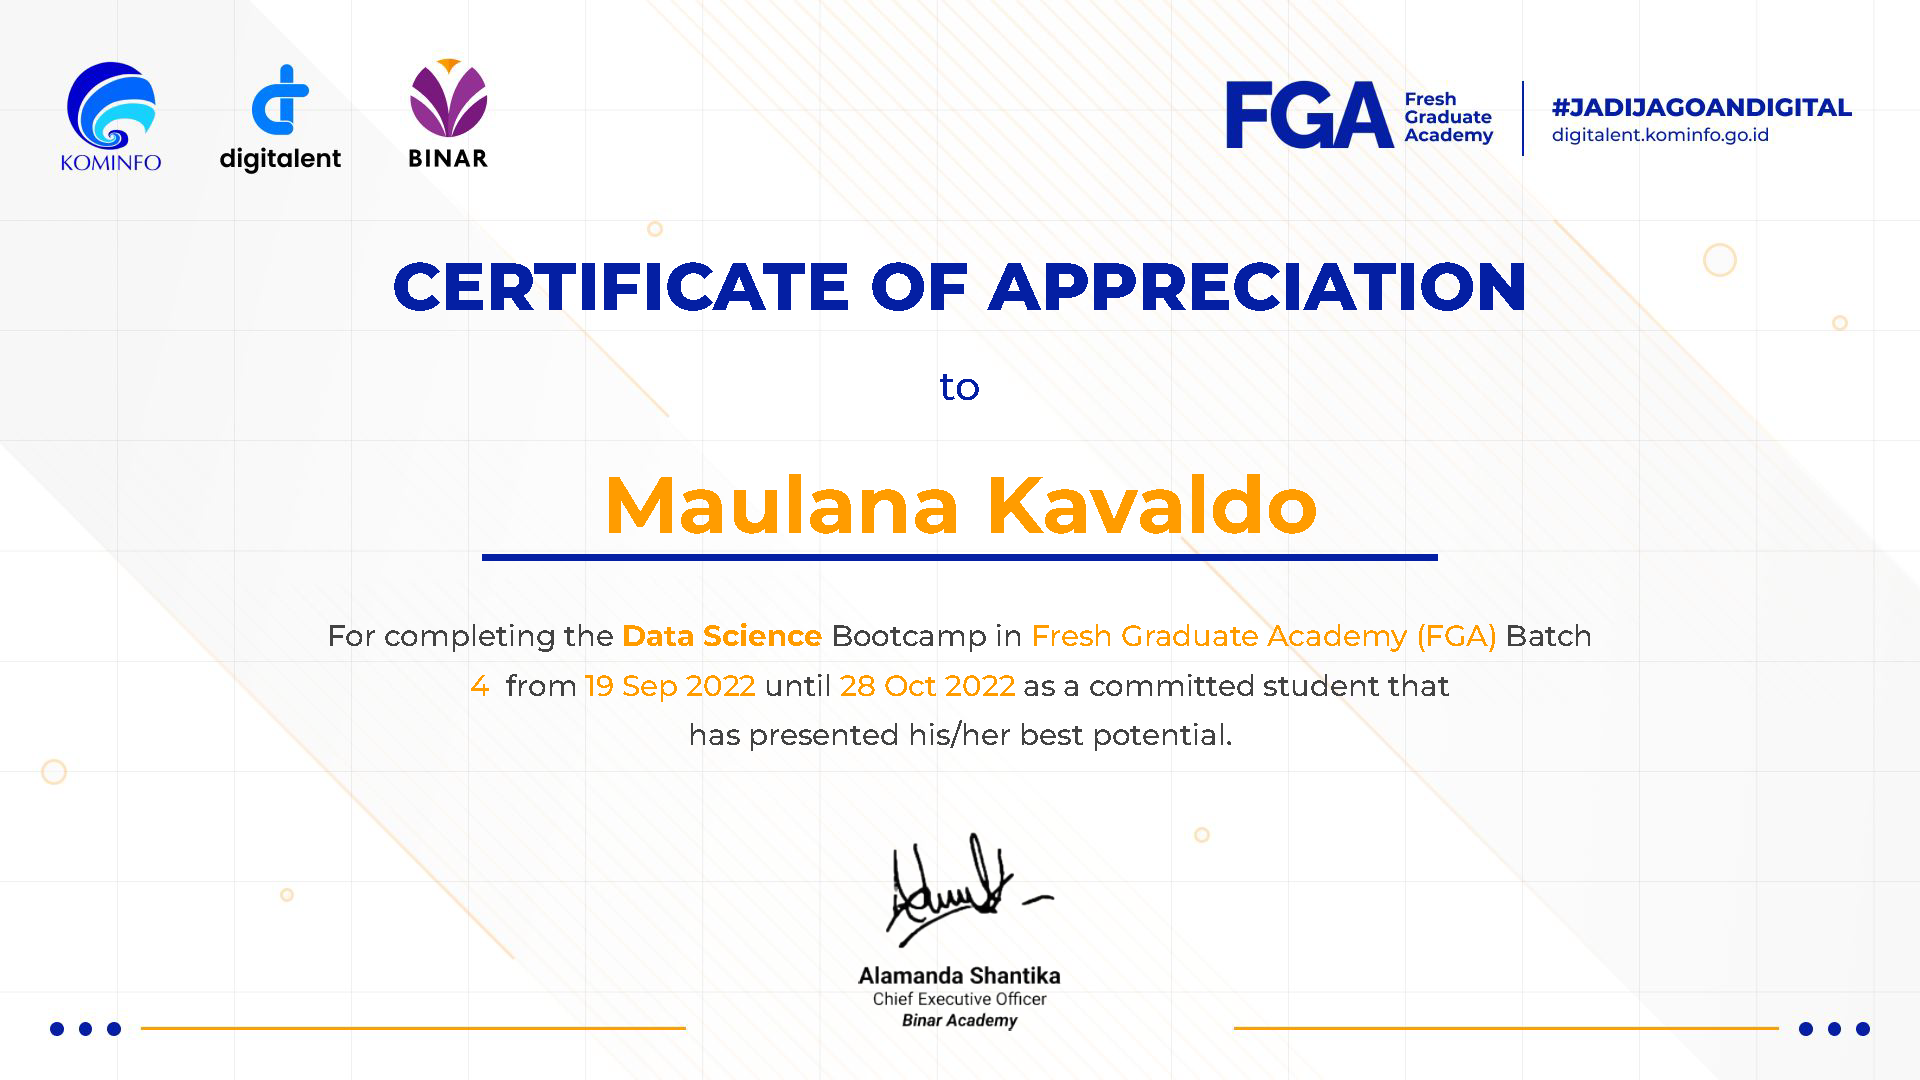 KOMINFO
digitalent
BINAR
FGA
Fresh
Graduate
Academy
#JADIJAGOANDIGITAL
digitalent.kominfo.go.id
CERTIFICATE OF APPRECIATION
to
Maulana Kavaldo
For completing the Data Science Bootcamp in Fresh Graduate Academy (FGA) Batch
4 from 19 Sep 2022 until 28 Oct 2022 as a committed student that
has presented his/her best potential.
Alamanda Shantika
Chief Executive Officer
Binar Academy